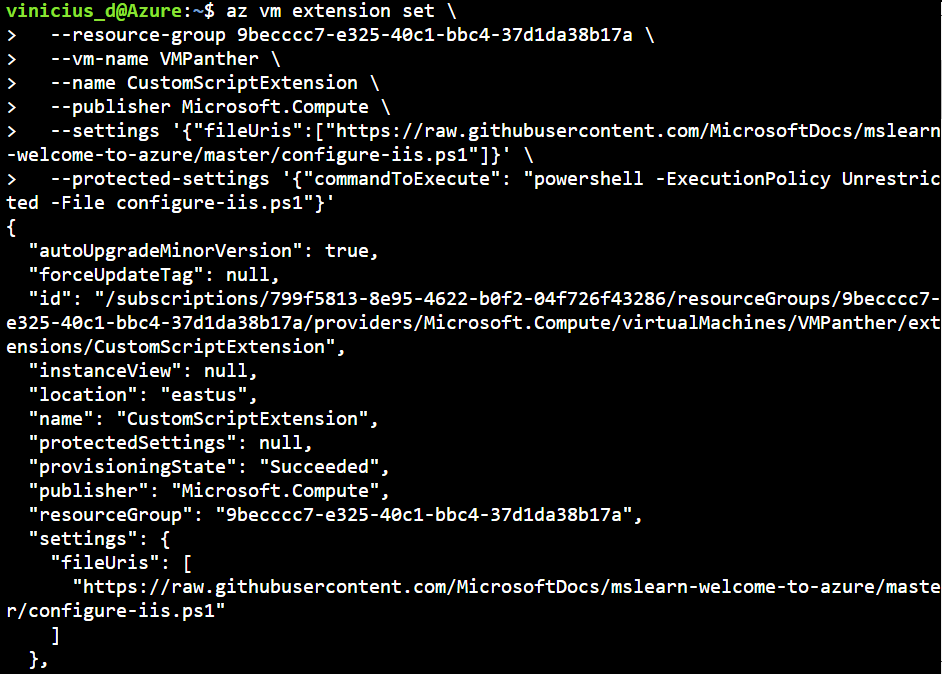 vinicius_d@Azure:~$ az vm extension set \
>   --resource-group 9becccc7-e325-40c1-bbc4-37d1da38b17a \
>   --vm-name VMPanther \
>   --name CustomScriptExtension \
>   --publisher Microsoft.Compute \
>   --settings '{"fileUris":["https://raw.githubusercontent.com/MicrosoftDocs/mslearn
-welcome-to-azure/master/configure-iis.ps1"]}' \
>   --protected-settings '{"commandToExecute": "powershell -ExecutionPolicy Unrestric
ted -File configure-iis.ps1"}'
{
  "autoUpgradeMinorVersion": true,
  "forceUpdateTag": null,
  "id": "/subscriptions/799f5813-8e95-4622-b0f2-04f726f43286/resourceGroups/9becccc7-
e325-40c1-bbc4-37d1da38b17a/providers/Microsoft.Compute/virtualMachines/VMPanther/ext
ensions/CustomScriptExtension",
  "instanceView": null,
  "location": "eastus",
  "name": "CustomScriptExtension",
  "protectedSettings": null,
  "provisioningState": "Succeeded",
  "publisher": "Microsoft.Compute",
  "resourceGroup": "9becccc7-e325-40c1-bbc4-37d1da38b17a",
  "settings": {
    "fileUris": [
      "https://raw.githubusercontent.com/MicrosoftDocs/mslearn-welcome-to-azure/maste
r/configure-iis.ps1"
    ]
  },